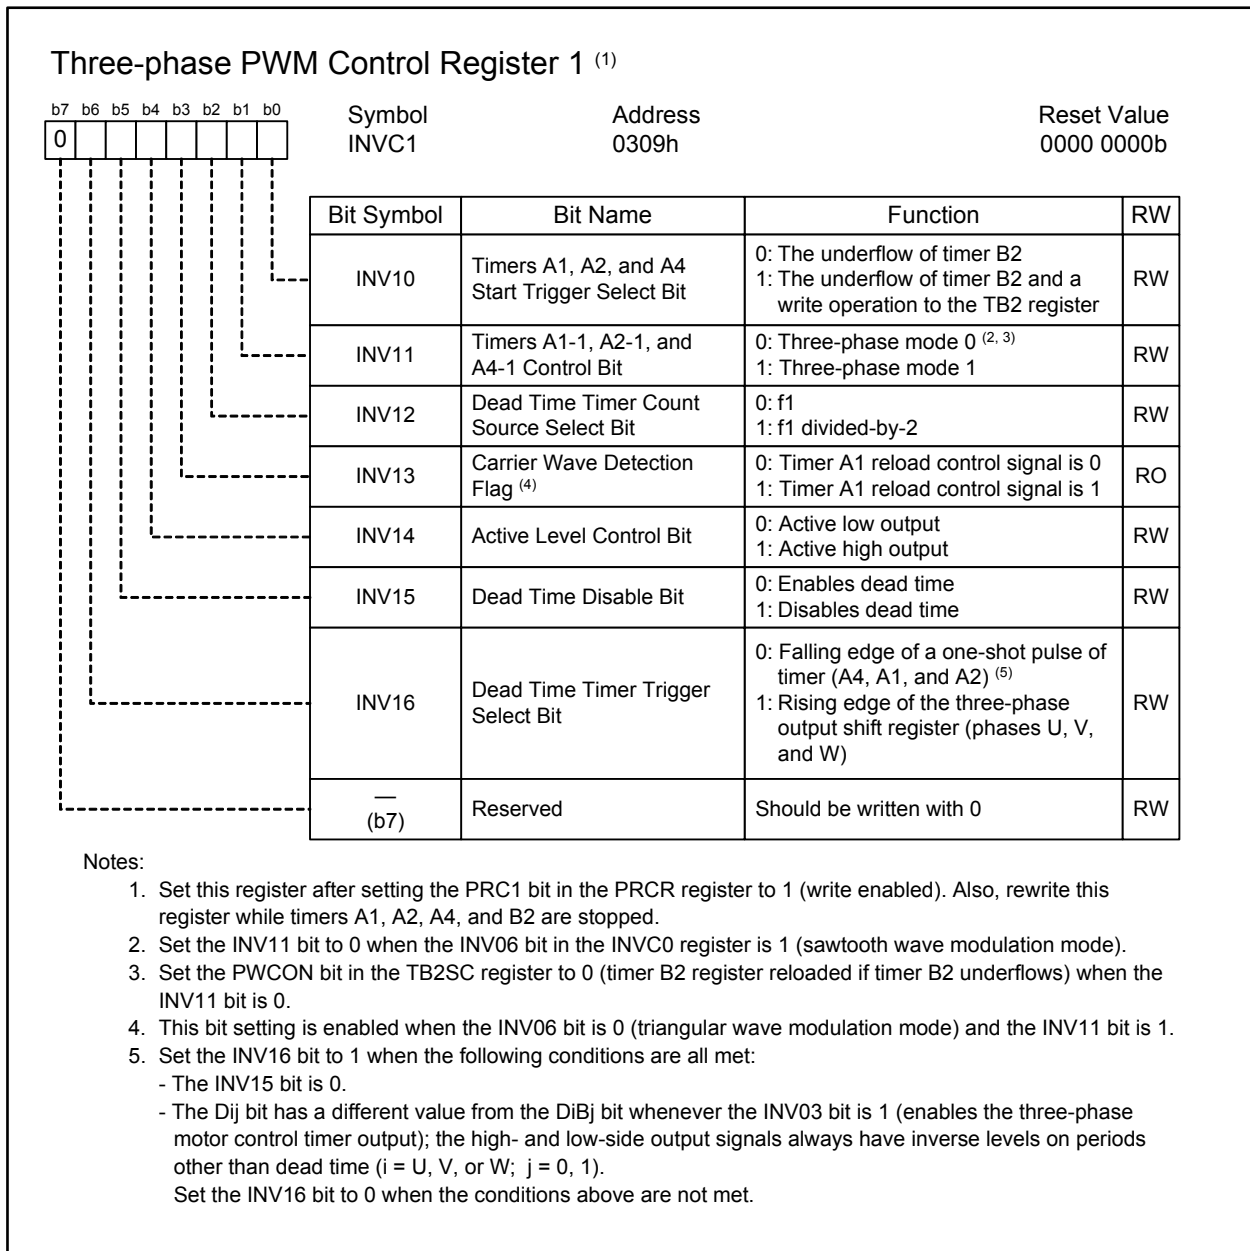 Three-phase PWM Control Register 1 (1)
b7 b6 b5 b4 b3 b2 b1 b0
0
Symbol Address Reset Value
INVC1 0309h 0000 0000b
Bit Symbol Bit Name Function RW
INV10 Timers A1, A2, and A4 Start Trigger Select Bit 0: The underflow of timer B2 RW
1: The underflow of timer B2 and a
write operation to the TB2 register
INV11 Timers A1-1, A2-1, and A4-1 Control Bit 0: Three-phase mode 0 (2, 3) RW
1: Three-phase mode 1
INV12 Dead Time Timer Count Source Select Bit 0: f1 RW
1: f1 divided-by-2
INV13 Carrier Wave Detection Flag (4) 0: Timer A1 reload control signal is 0 RO
1: Timer A1 reload control signal is 1
INV14 Active Level Control Bit 0: Active low output RW
1: Active high output
INV15 Dead Time Disable Bit 0: Enables dead time RW
1: Disables dead time
INV16 Dead Time Timer Trigger Select Bit 0: Falling edge of a one-shot pulse of RW
timer (A4, A1, and A2) (5)
1: Rising edge of the three-phase
output shift register (phases U, V,
and W)
— (b7) Reserved Should be written with 0 RW
Notes:
1. Set this register after setting the PRC1 bit in the PRCR register to 1 (write enabled). Also, rewrite this
register while timers A1, A2, A4, and B2 are stopped.
2. Set the INV11 bit to 0 when the INV06 bit in the INVC0 register is 1 (sawtooth wave modulation mode).
3. Set the PWCON bit in the TB2SC register to 0 (timer B2 register reloaded if timer B2 underflows) when the
INV11 bit is 0.
4. This bit setting is enabled when the INV06 bit is 0 (triangular wave modulation mode) and the INV11 bit is 1.
5. Set the INV16 bit to 1 when the following conditions are all met:
- The INV15 bit is 0.
- The Dij bit has a different value from the DiBj bit whenever the INV03 bit is 1 (enables the three-phase
motor control timer output); the high- and low-side output signals always have inverse levels on periods
other than dead time (i = U, V, or W; j = 0, 1).
Set the INV16 bit to 0 when the conditions above are not met.